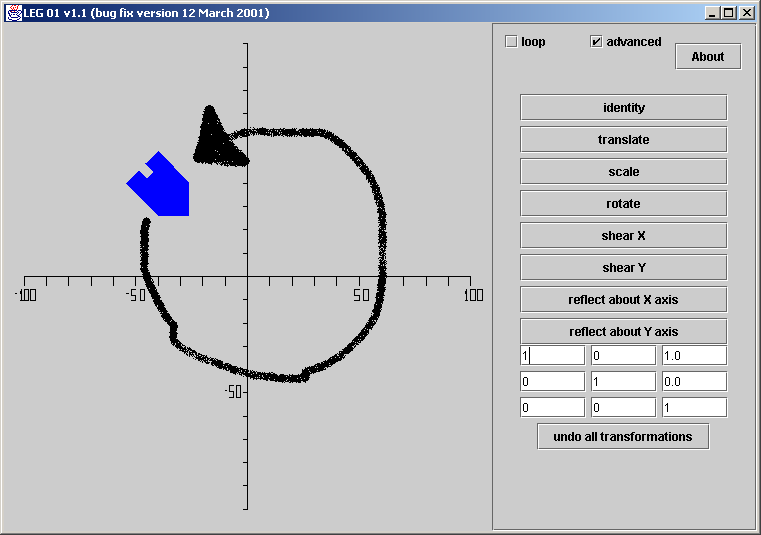 LEG 01 v1.1 (bug fix version 12 March 2001)
loop
advanced
About
identity
translate
scale
rotate
shear X
shear Y
reflect about X axis
reflect about Y axis
1 0 1.0
0 1 0.0
0 0 1
undo all transformations
-100 -50 50 100
-50